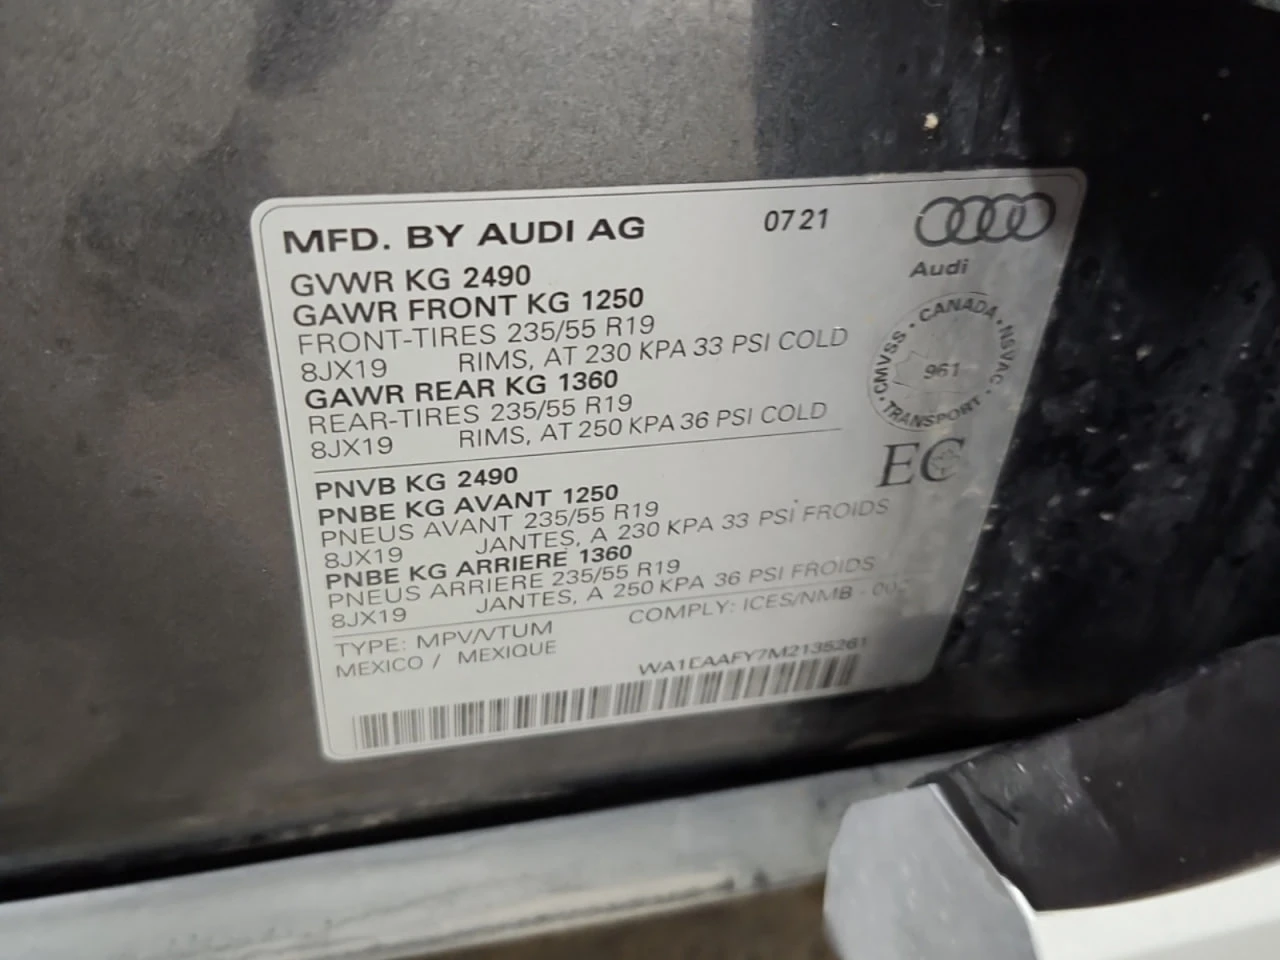 MFD. BY AUDI AG 07 21
Audi
GVWR KG 2490
GAWR FRONT KG 1250
FRONT-TIRES 235/55 R19
8JX19 RIMS, AT 230 KPA 33 PSI COLD
GAWR REAR KG 1360
REAR-TIRES 235/55 R19
8JX19 RIMS, AT 250 KPA 36 PSI COLD
CMVSS · CANADA · NSVAC · TRANSPORT ·
961
EC
PNVB KG 2490
PNBE KG AVANT 1250
PNEUS AVANT 235/55 R19
8JX19 JANTES, A 230 KPA 33 PSI FROIDS
PNBE KG ARRIERE 1360
PNEUS ARRIERE 235/55 R19
8JX19 JANTES, A 250 KPA 36 PSI FROIDS
TYPE: MPV/VTUM COMPLY: ICES/NMB -
MEXICO / MEXIQUE